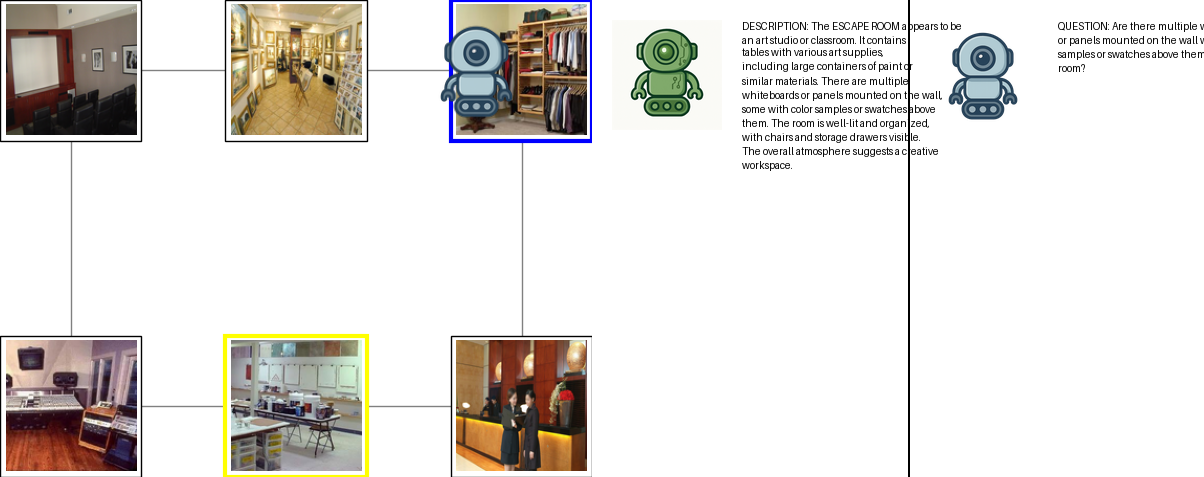 DESCRIPTION: The ESCAPE ROOM appears to be
an art studio or classroom. It contains
tables with various art supplies,
including large containers of paint or
similar materials. There are multiple
whiteboards or panels mounted on the wall,
some with color samples or swatches above
them. The room is well-lit and organized,
with chairs and storage drawers visible.
The overall atmosphere suggests a creative
workspace.
QUESTION: Are there multiple
or panels mounted on the wall
samples or swatches above them
room?